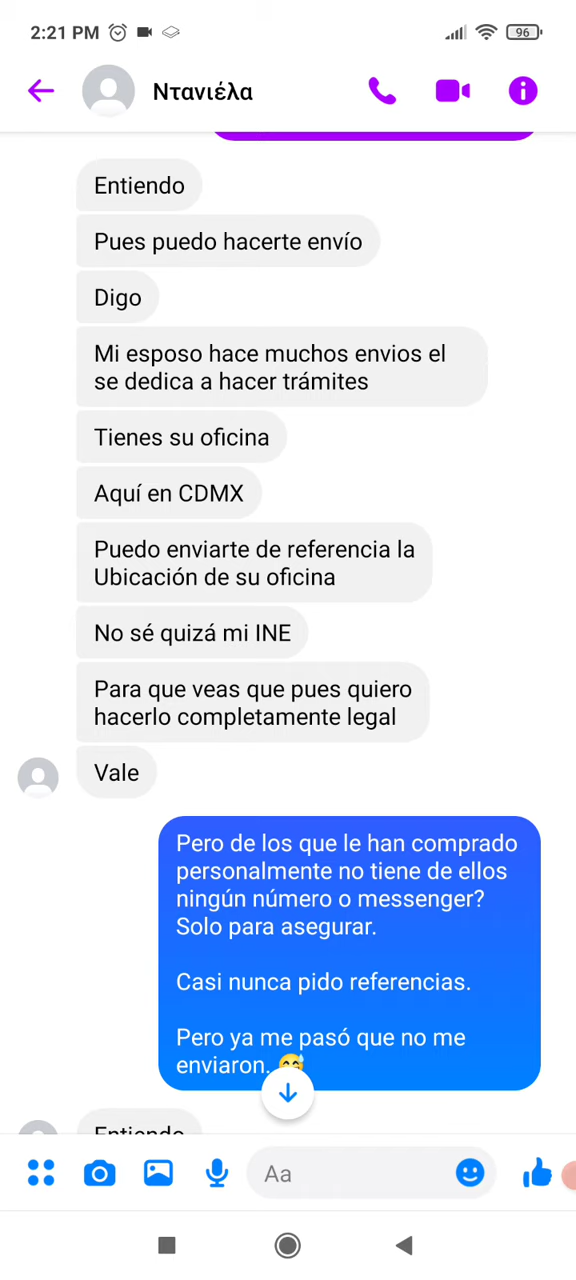 2:21 PM
96
Ντανιέλα
Entiendo
Pues puedo hacerte envío
Digo
Mi esposo hace muchos envios el
se dedica a hacer trámites
Tienes su oficina
Aquí en CDMX
Puedo enviarte de referencia la
Ubicación de su oficina
No sé quizá mi INE
Para que veas que pues quiero
hacerlo completamente legal
Vale
Pero de los que le han comprado
personalmente no tiene de ellos
ningún número o messenger?
Solo para asegurar.
Casi nunca pido referencias.
Pero ya me pasó que no me
enviaron. 😅
Entiendo
Aa